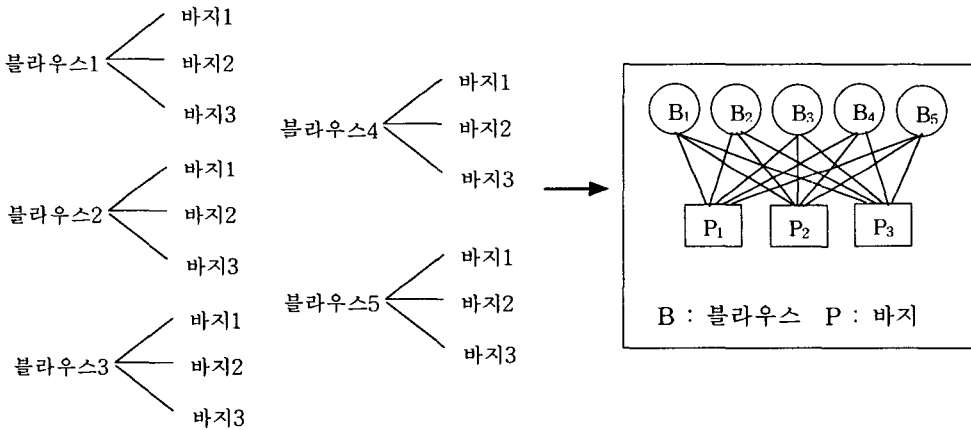 블라우스1
바지1
바지2
바지3
블라우스2
바지1
바지2
바지3
블라우스3
바지1
바지2
바지3
블라우스4
바지1
바지2
바지3
블라우스5
바지1
바지2
바지3
B₁ B₂ B₃ B₄ B₅
P₁ P₂ P₃
B : 블라우스 P : 바지